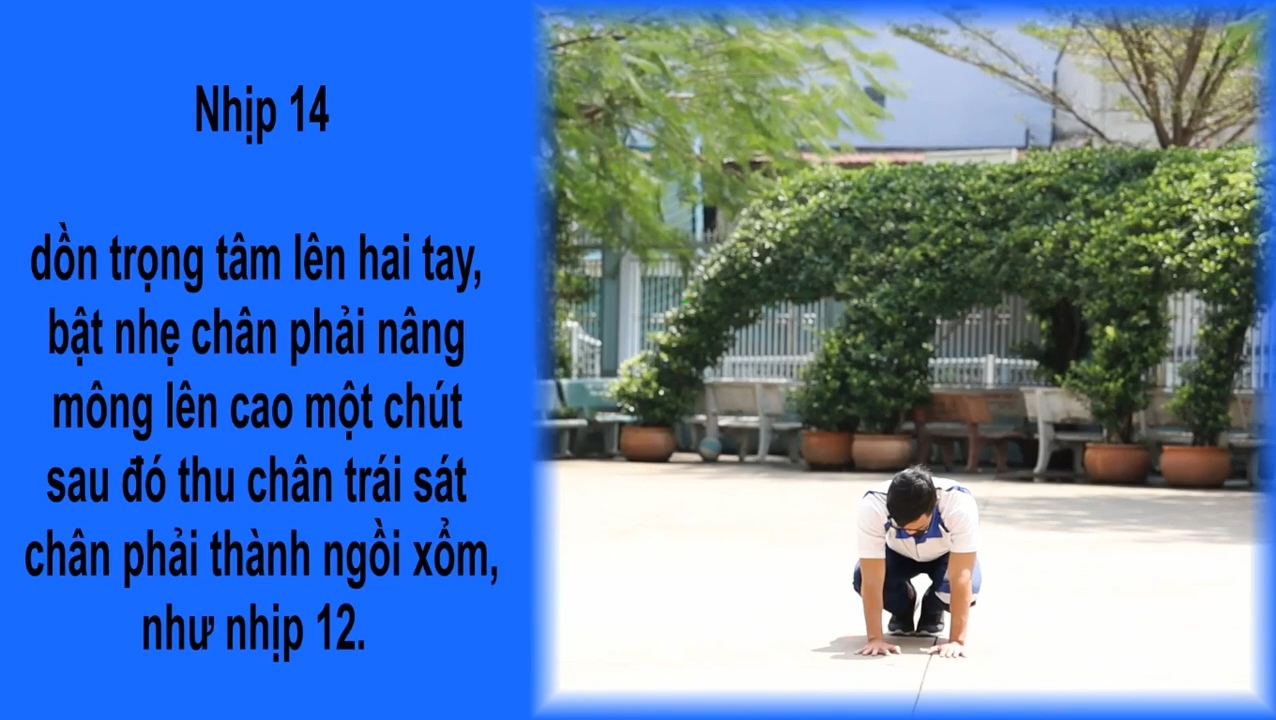 Nhịp 14
dồn trọng tâm lên hai tay,
bật nhẹ chân phải nâng
mông lên cao một chút
sau đó thu chân trái sát
chân phải thành ngồi xổm,
như nhịp 12.